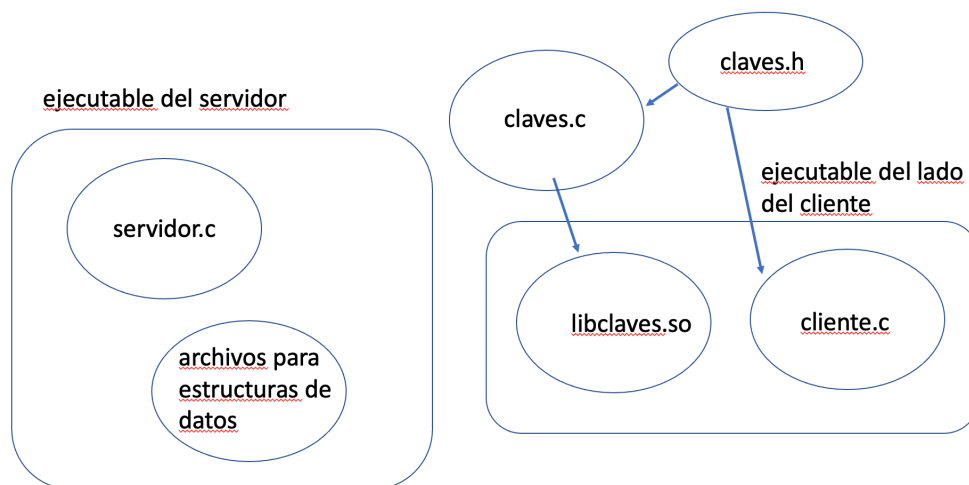 ejecutable del servidor
servidor.c
archivos para
estructuras de
datos
claves.h
claves.c
ejecutable del lado
del cliente
libclaves.so
cliente.c